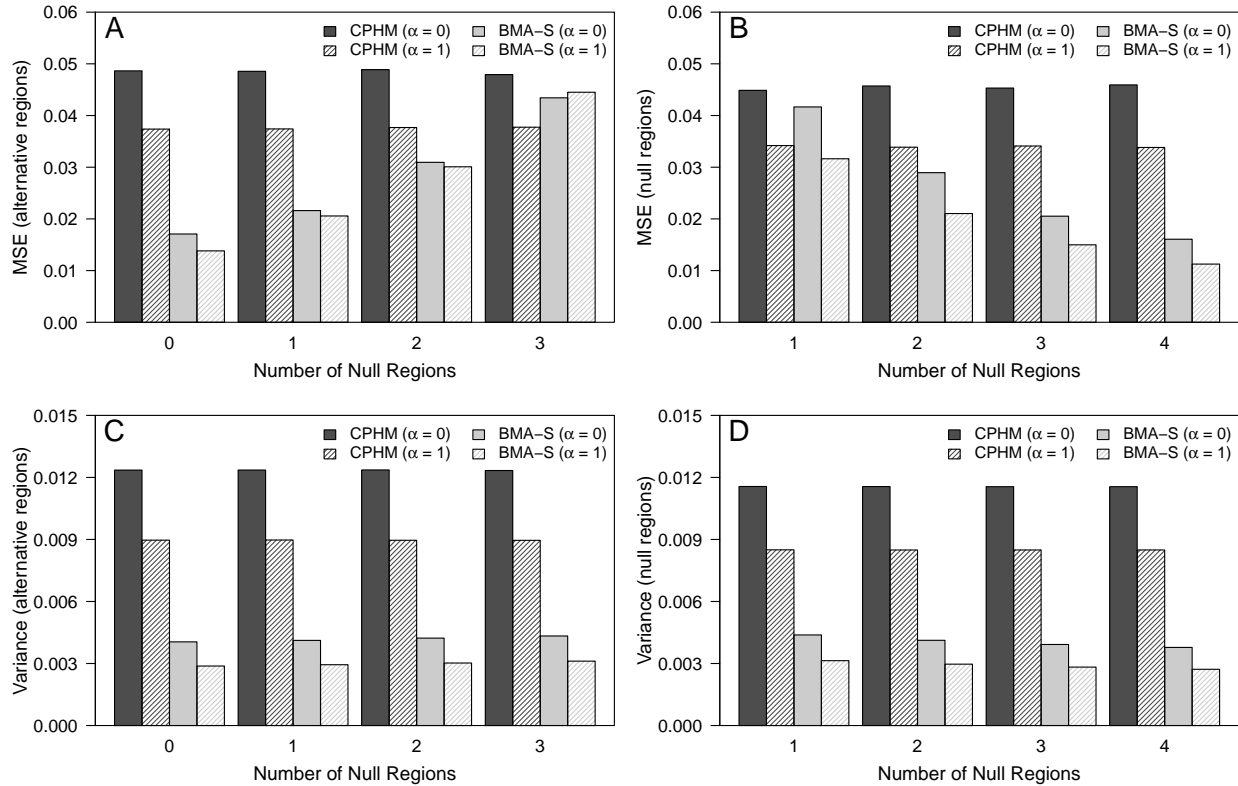 A
CPHM (α = 0) BMA−S (α = 0)
CPHM (α = 1) BMA−S (α = 1)
MSE (alternative regions)
0.06
0.05
0.04
0.03
0.02
0.01
0.00
0 1 2 3
Number of Null Regions
B
CPHM (α = 0) BMA−S (α = 0)
CPHM (α = 1) BMA−S (α = 1)
MSE (null regions)
0.06
0.05
0.04
0.03
0.02
0.01
0.00
1 2 3 4
Number of Null Regions
C
CPHM (α = 0) BMA−S (α = 0)
CPHM (α = 1) BMA−S (α = 1)
Variance (alternative regions)
0.015
0.012
0.009
0.006
0.003
0.000
0 1 2 3
Number of Null Regions
D
CPHM (α = 0) BMA−S (α = 0)
CPHM (α = 1) BMA−S (α = 1)
Variance (null regions)
0.015
0.012
0.009
0.006
0.003
0.000
1 2 3 4
Number of Null Regions